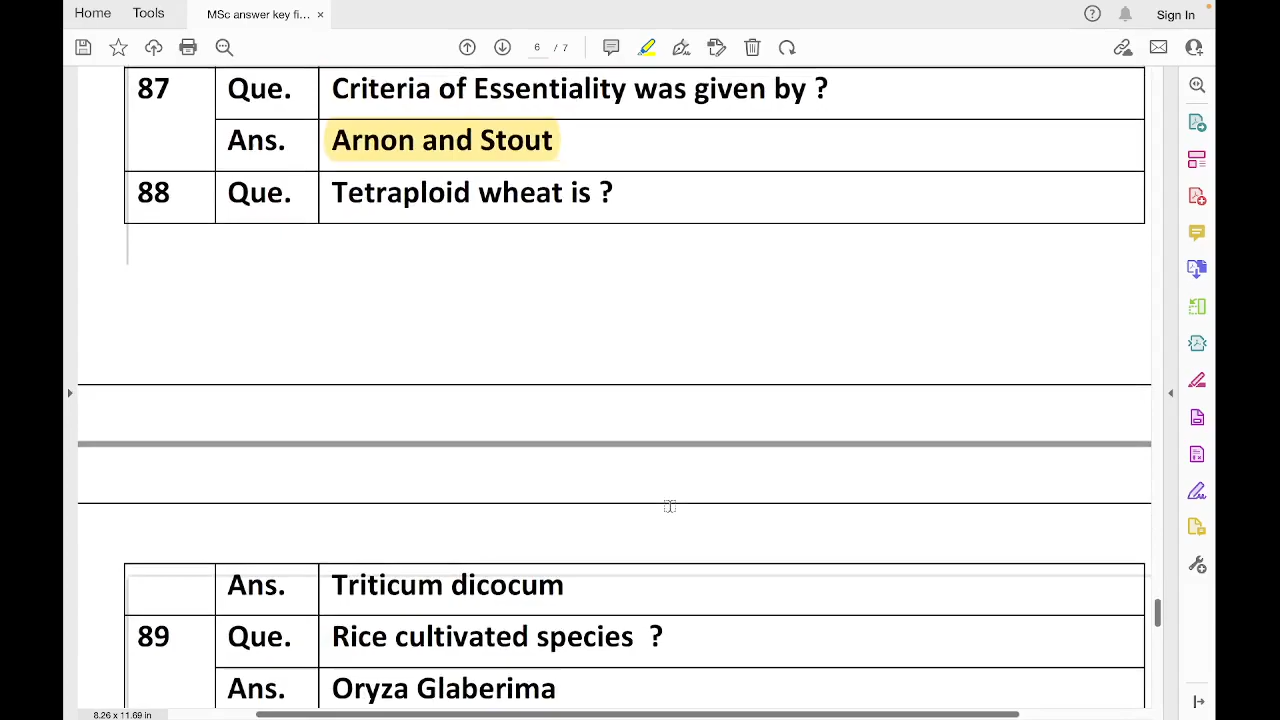 Home Tools MSc answer key fi... × Sign In
6 / 7
87 Que. Criteria of Essentiality was given by ?
Ans. Arnon and Stout
88 Que. Tetraploid wheat is ?
Ans. Triticum dicocum
89 Que. Rice cultivated species ?
Ans. Oryza Glaberima
8.26 x 11.69 in